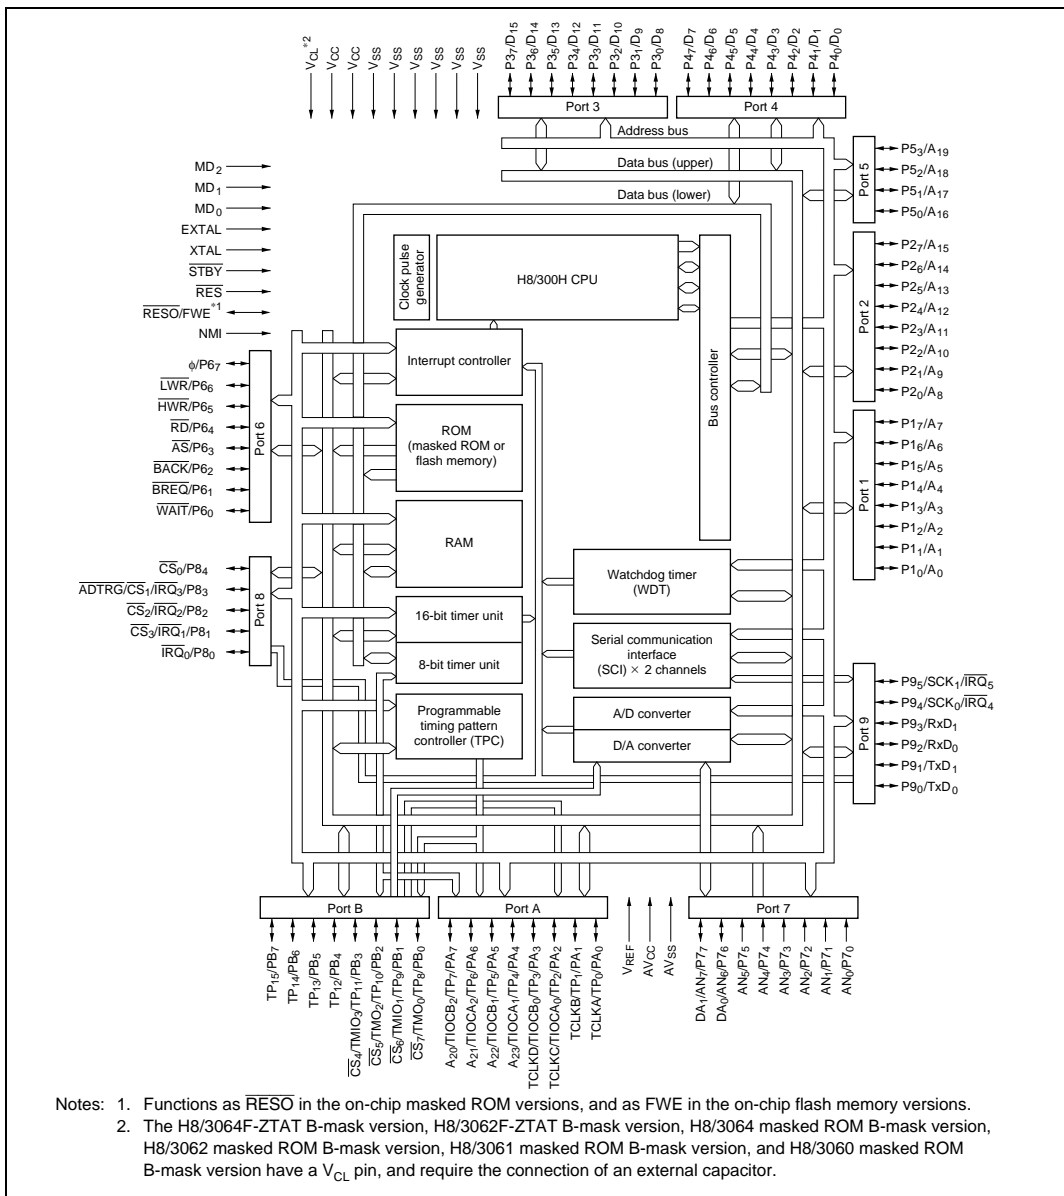 VCL*2
VCC
VCC
VSS
VSS
VSS
VSS
VSS
VSS
P37/D15
P36/D14
P35/D13
P34/D12
P33/D11
P32/D10
P31/D9
P30/D8
P47/D7
P46/D6
P45/D5
P44/D4
P43/D3
P42/D2
P41/D1
P40/D0
Port 3
Port 4
Address bus
Data bus (upper)
Data bus (lower)
MD2
MD1
MD0
EXTAL
XTAL
STBY
RES
RESO/FWE*1
NMI
Port 5
P53/A19
P52/A18
P51/A17
P50/A16
Clock pulse
generator
H8/300H CPU
Bus controller
Port 2
P27/A15
P26/A14
P25/A13
P24/A12
P23/A11
P22/A10
P21/A9
P20/A8
Interrupt controller
φ/P67
LWR/P66
HWR/P65
RD/P64
AS/P63
BACK/P62
BREQ/P61
WAIT/P60
Port 6
ROM
(masked ROM or
flash memory)
Port 1
P17/A7
P16/A6
P15/A5
P14/A4
P13/A3
P12/A2
P11/A1
P10/A0
RAM
CS0/P84
ADTRG/CS1/IRQ3/P83
CS2/IRQ2/P82
CS3/IRQ1/P81
IRQ0/P80
Port 8
Watchdog timer
(WDT)
16-bit timer unit
8-bit timer unit
Serial communication
interface
(SCI) × 2 channels
Programmable
timing pattern
controller (TPC)
A/D converter
D/A converter
Port 9
P95/SCK1/IRQ5
P94/SCK0/IRQ4
P93/RxD1
P92/RxD0
P91/TxD1
P90/TxD0
Port B
Port A
Port 7
TP15/PB7
TP14/PB6
TP13/PB5
TP12/PB4
CS4/TMIO3/TP11/PB3
CS5/TMO2/TP10/PB2
CS6/TMIO1/TP9/PB1
CS7/TMO0/TP8/PB0
A20/TIOCB2/TP7/PA7
A21/TIOCA2/TP6/PA6
A22/TIOCB1/TP5/PA5
A23/TIOCA1/TP4/PA4
TCLKD/TIOCB0/TP3/PA3
TCLKC/TIOCA0/TP2/PA2
TCLKB/TP1/PA1
TCLKA/TP0/PA0
VREF
AVCC
AVSS
DA1/AN7/P77
DA0/AN6/P76
AN5/P75
AN4/P74
AN3/P73
AN2/P72
AN1/P71
AN0/P70
Notes: 1. Functions as RESO in the on-chip masked ROM versions, and as FWE in the on-chip flash memory versions.
2. The H8/3064F-ZTAT B-mask version, H8/3062F-ZTAT B-mask version, H8/3064 masked ROM B-mask version,
H8/3062 masked ROM B-mask version, H8/3061 masked ROM B-mask version, and H8/3060 masked ROM
B-mask version have a VCL pin, and require the connection of an external capacitor.